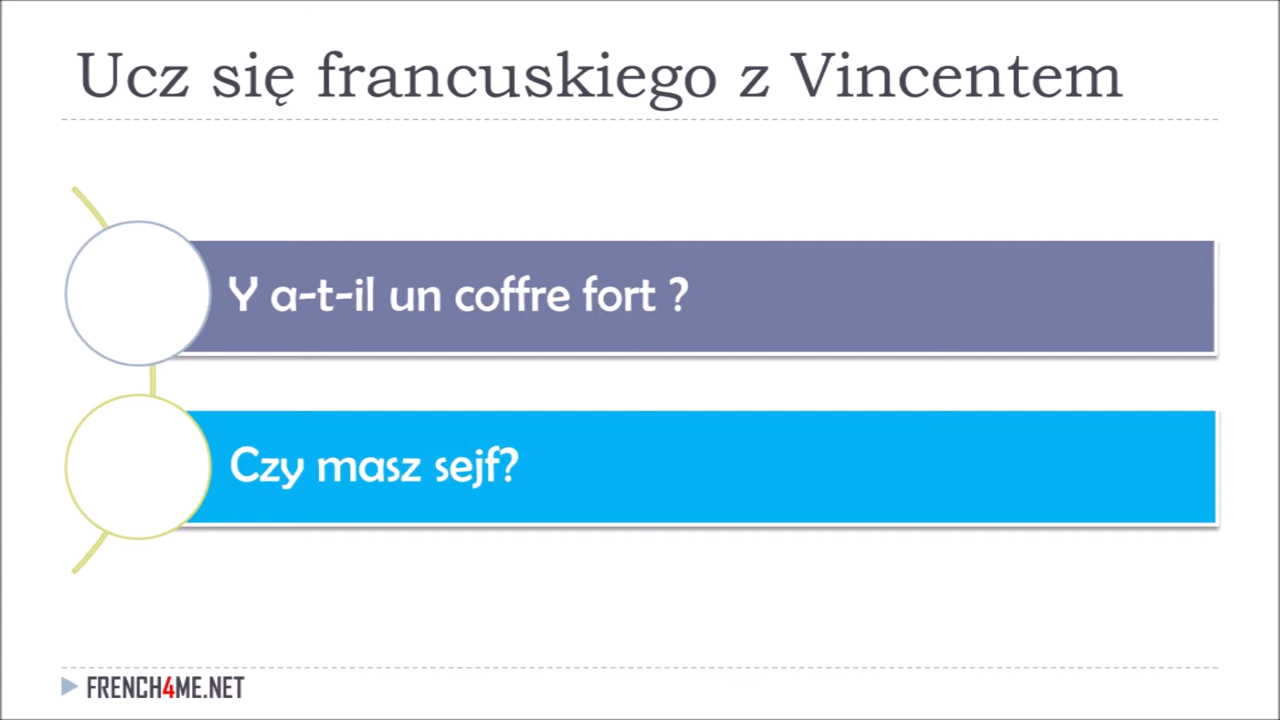 Ucz się francuskiego z Vincentem
Y a-t-il un coffre fort ?
Czy masz sejf?
FRENCH4ME.NET